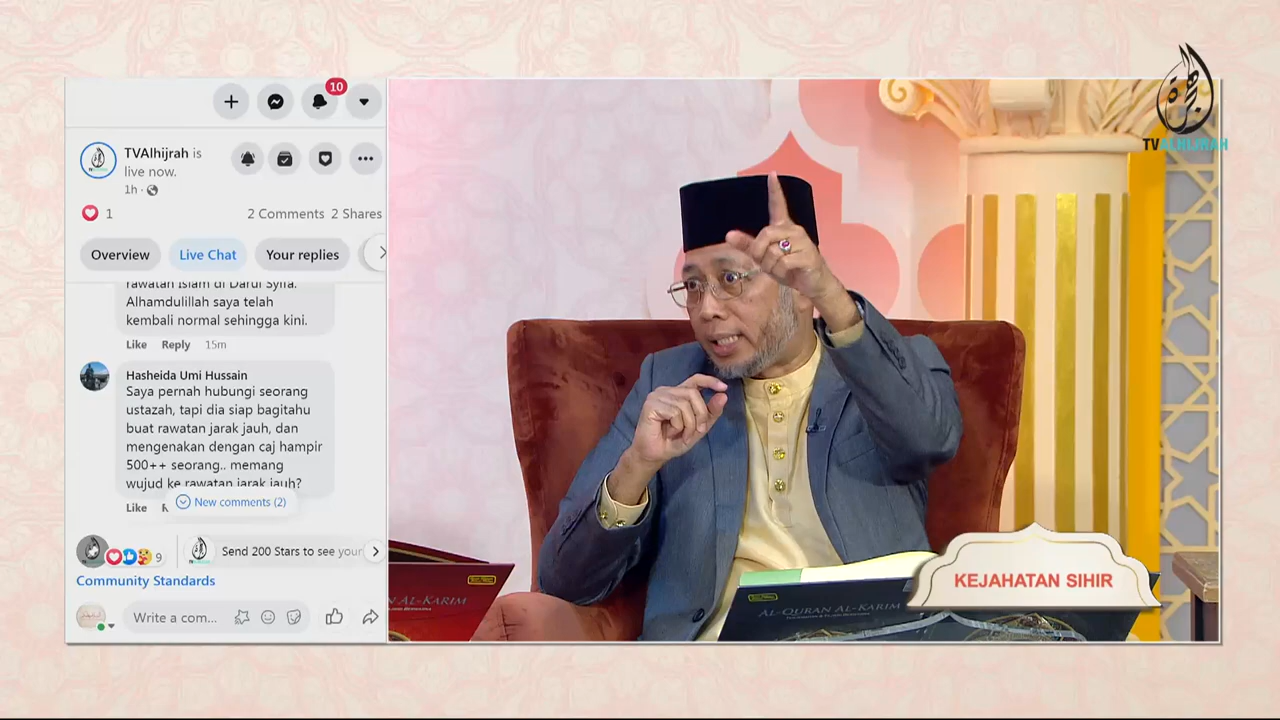 10
TVAlhijrah is
live now.
1h ·
1
2 Comments 2 Shares
Overview
Live Chat
Your replies
rawatan Islam di Darul Syifa.
Alhamdulillah saya telah
kembali normal sehingga kini.
Like Reply 15m
Hasheida Umi Hussain
Saya pernah hubungi seorang
ustazah, tapi dia siap bagitahu
buat rawatan jarak jauh, dan
mengenakan dengan caj hampir
500++ seorang.. memang
wujud ke rawatan jarak jauh?
Like
New comments (2)
9
Send 200 Stars to see your
Community Standards
Write a com...
TVALHIJRAH
AL-KARIM
AL-QURAN AL-KARIM
KEJAHATAN SIHIR